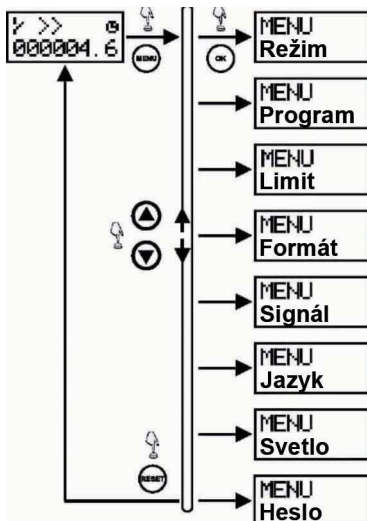 000004.6
MENU
OK
MENU
Režim
MENU
Program
MENU
Limit
MENU
Formát
MENU
Signál
MENU
Jazyk
MENU
Svetlo
RESET
MENU
Heslo